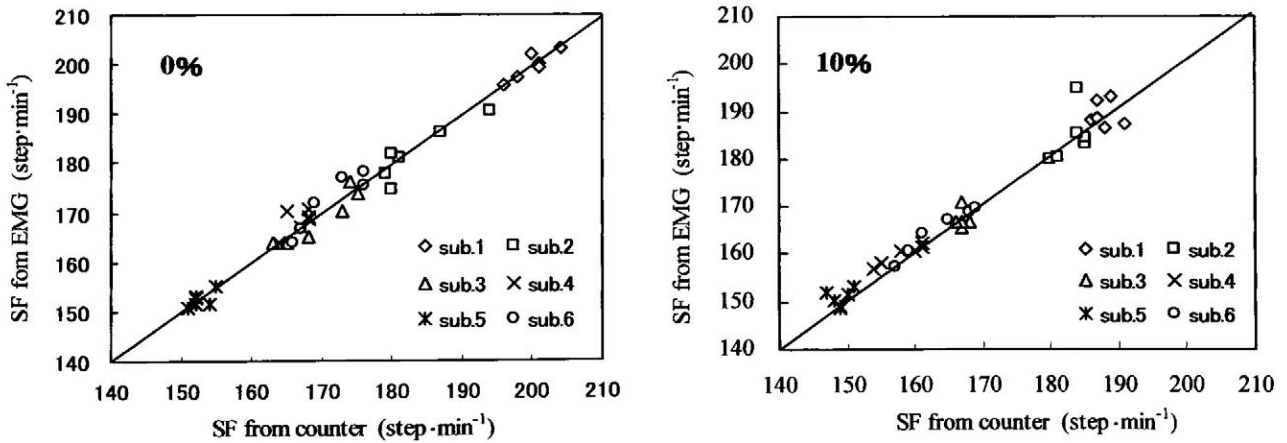 0%
SF fom EMG (step·min⁻¹)
210
200
190
180
170
160
150
140
sub.1 sub.2
sub.3 sub.4
sub.5 sub.6
140 150 160 170 180 190 200 210
SF from counter (step·min⁻¹)
10%
SF from EMG (step·min⁻¹)
210
200
190
180
170
160
150
140
sub.1 sub.2
sub.3 sub.4
sub.5 sub.6
140 150 160 170 180 190 200 210
SF from counter (step·min⁻¹)